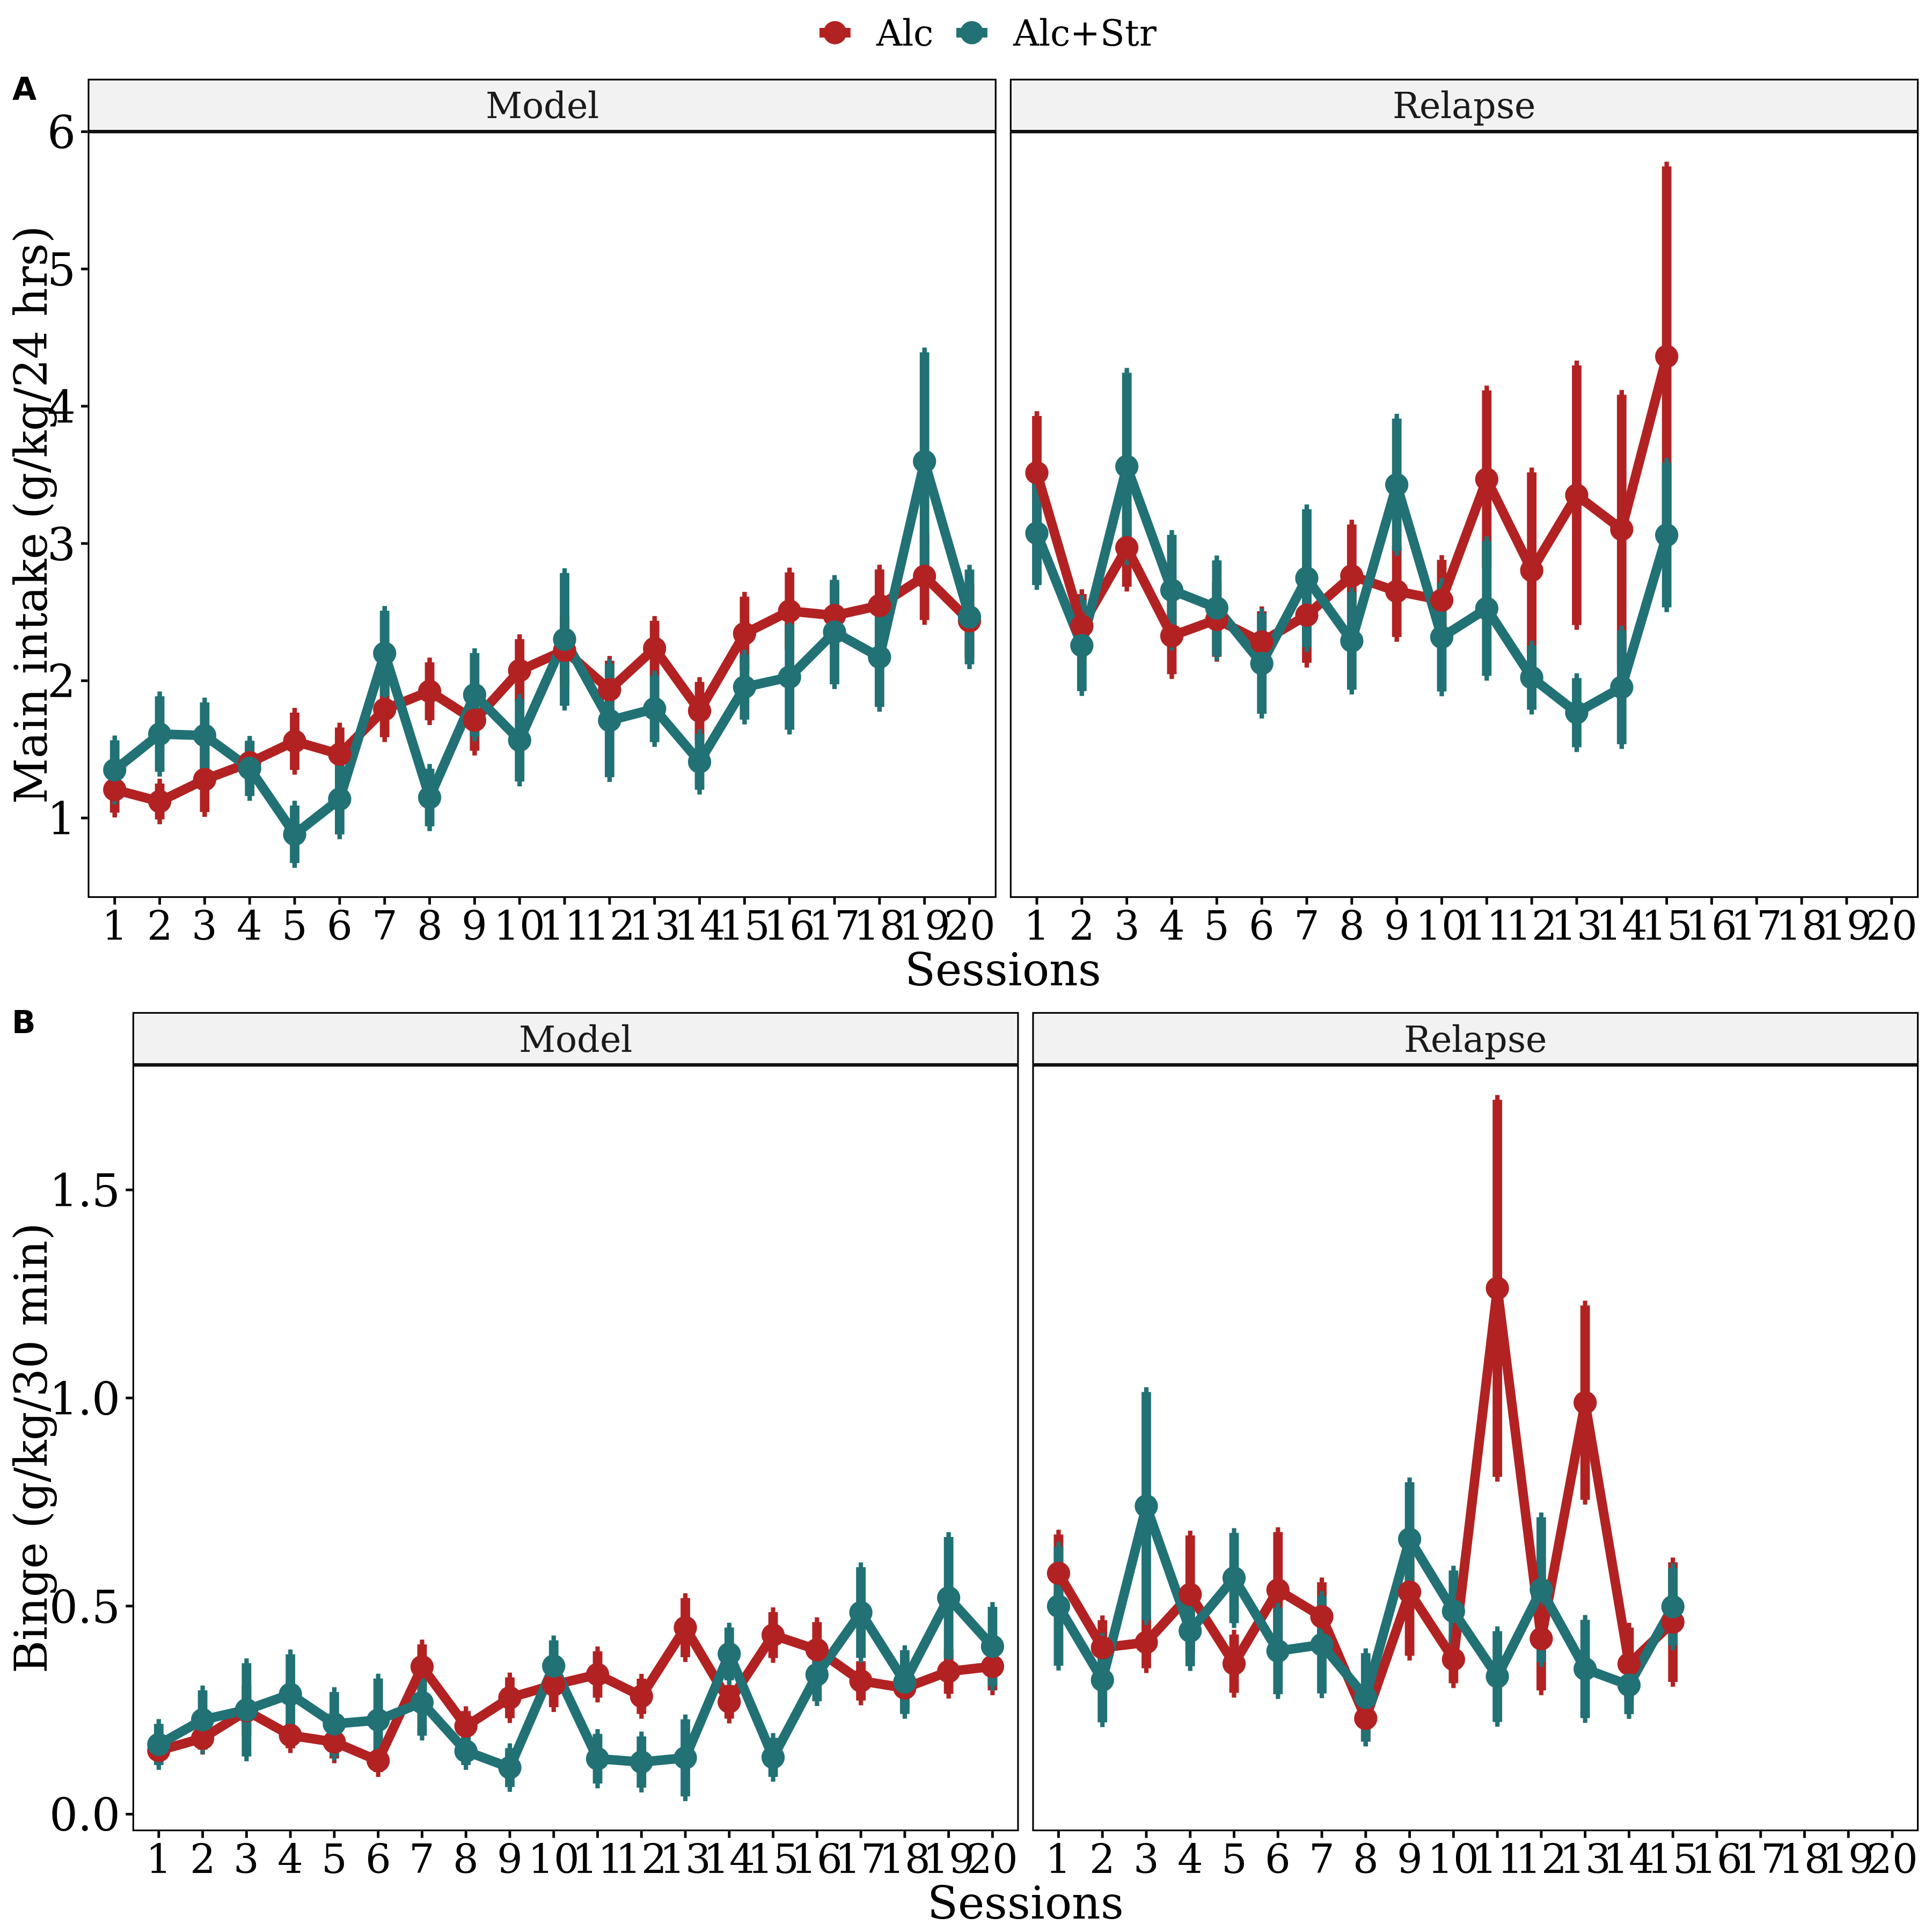 Alc Alc+Str
A
Model Relapse
6
5
4
3
2
1
Main intake (g/kg/24 hrs)
1 2 3 4 5 6 7 8 9 10 11 12 13 14 15 16 17 18 19 20 1 2 3 4 5 6 7 8 9 10 11 12 13 14 15 16 17 18 19 20
Sessions
B
Model Relapse
1.5
1.0
0.5
0.0
Binge (g/kg/30 min)
1 2 3 4 5 6 7 8 9 10 11 12 13 14 15 16 17 18 19 20 1 2 3 4 5 6 7 8 9 10 11 12 13 14 15 16 17 18 19 20
Sessions